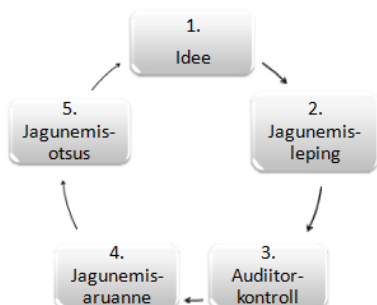 1.
Idee
2.
Jagunemis-
leping
3.
Audiitor-
kontroll
4.
Jagunemis-
aruanne
5.
Jagunemis-
otsus